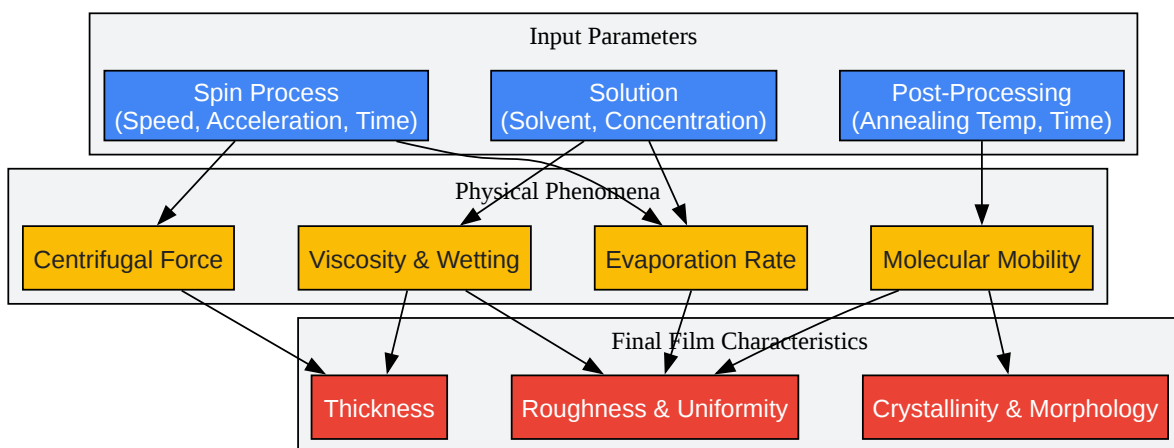 Input Parameters
Spin Process
(Speed, Acceleration, Time)
Solution
(Solvent, Concentration)
Post-Processing
(Annealing Temp, Time)
Physical Phenomena
Centrifugal Force
Viscosity & Wetting
Evaporation Rate
Molecular Mobility
Final Film Characteristics
Thickness
Roughness & Uniformity
Crystallinity & Morphology